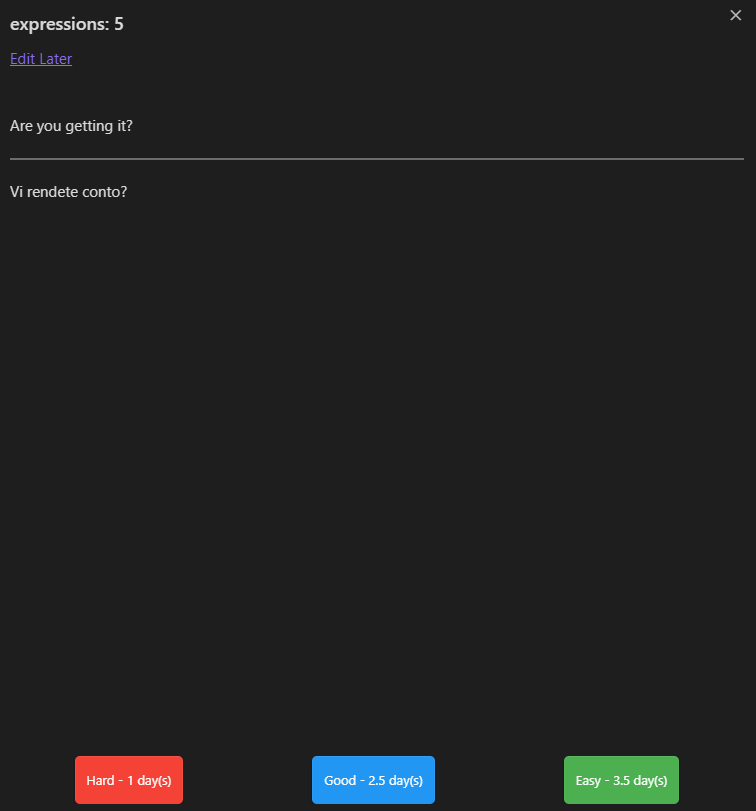 expressions: 5
Edit Later
Are you getting it?
Vi rendete conto?
Hard - 1 day(s)
Good - 2.5 day(s)
Easy - 3.5 day(s)